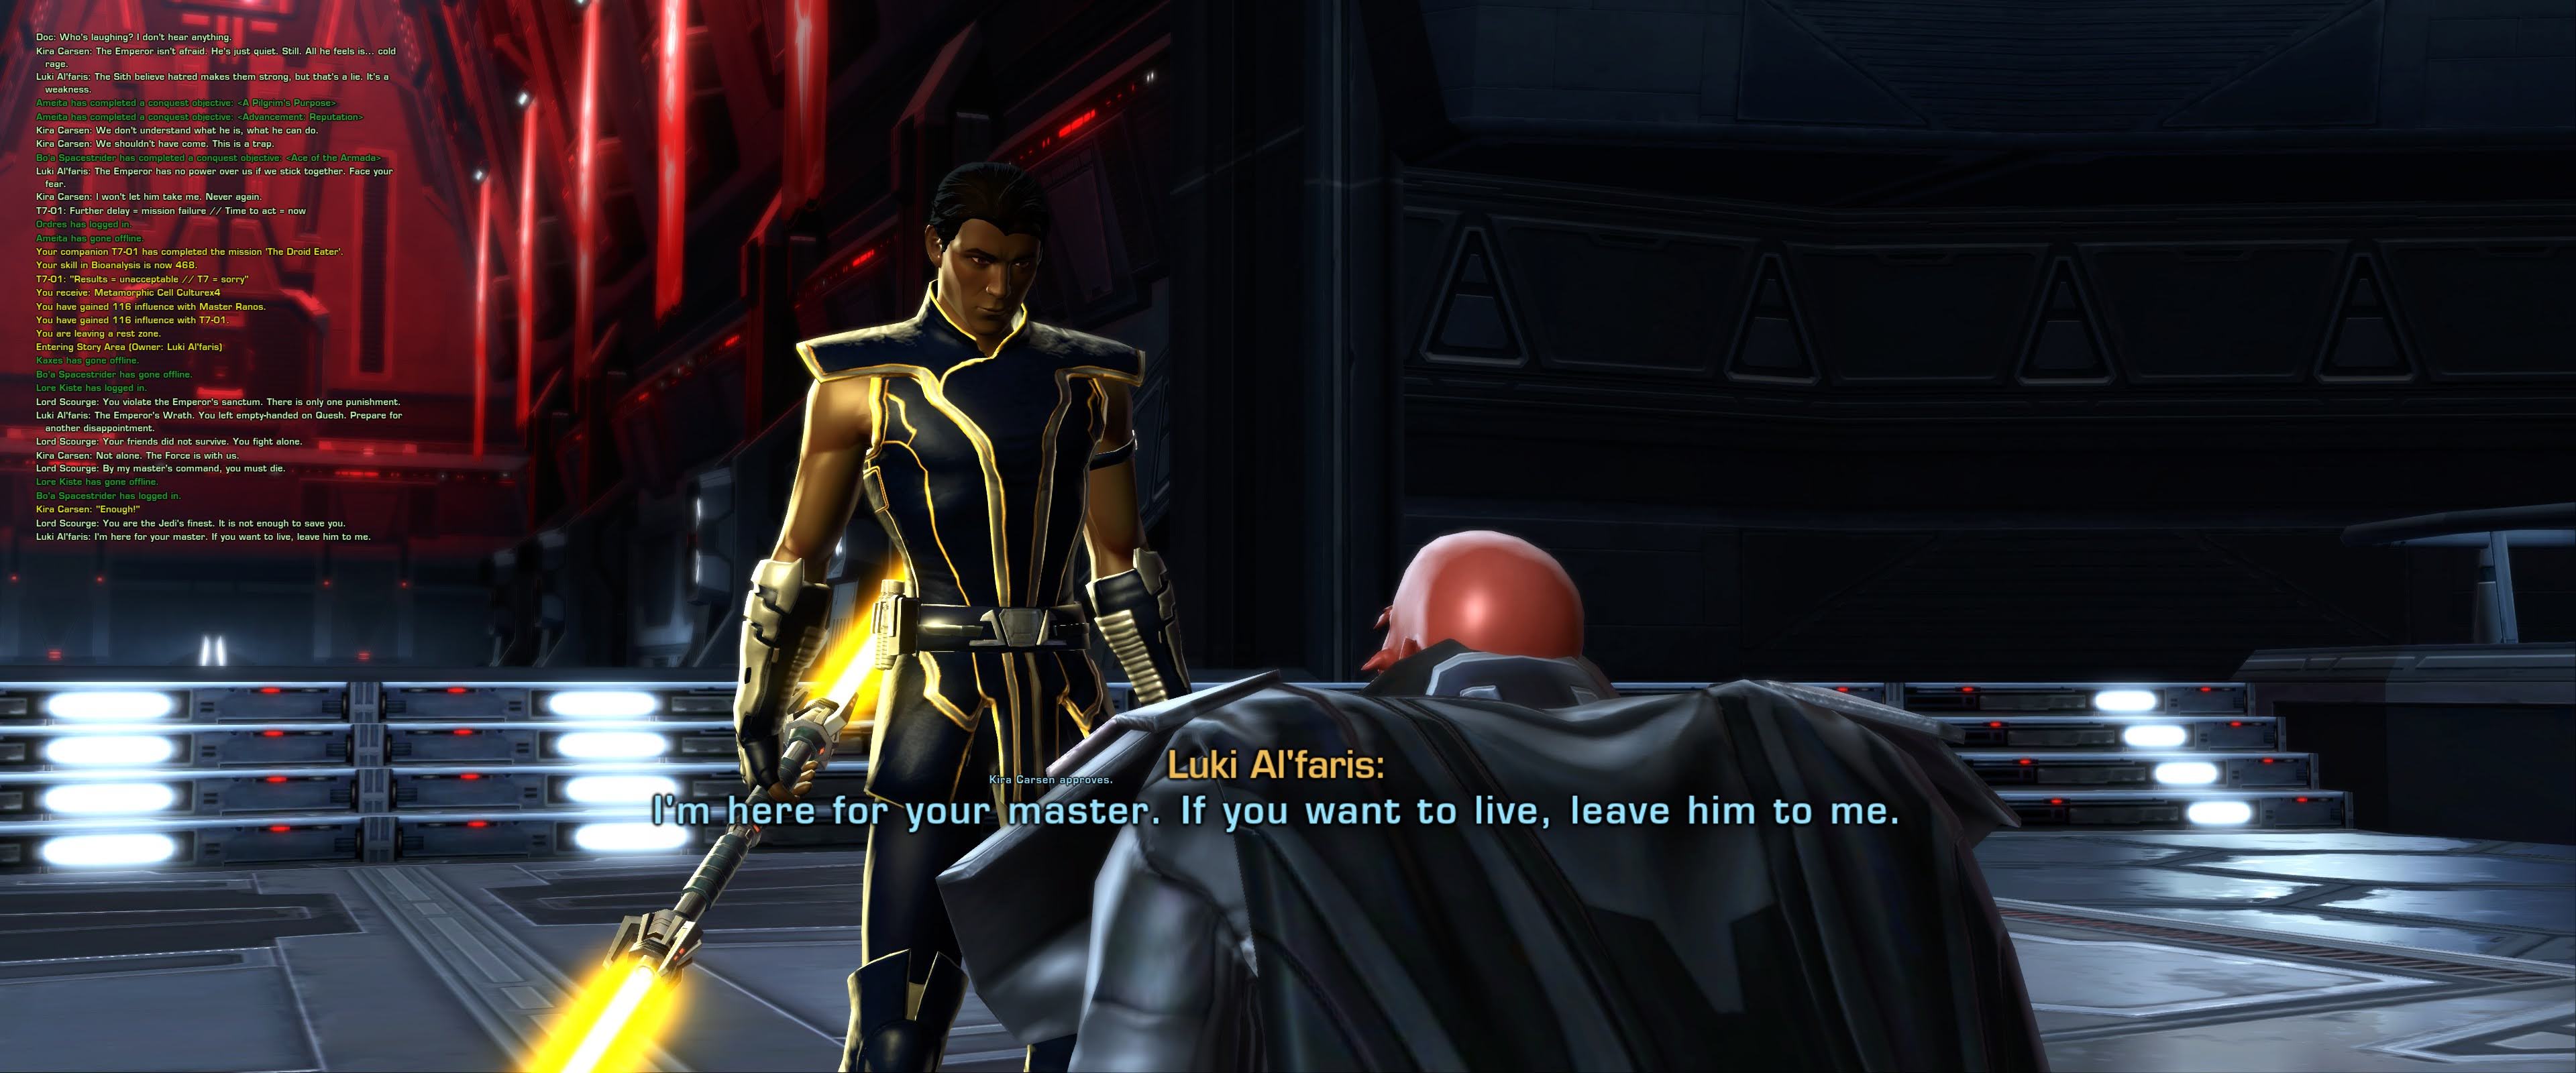 Doc: Who's laughing? I don't hear anything.
Kira Carsen: The Emperor isn't afraid. He's just quiet. Still. All he feels is... cold
rage.
Luki Al'faris: The Sith believe hatred makes them strong, but that's a lie. It's a
weakness.
Ameita has completed a conquest objective: <A Pilgrim's Purpose>
Ameita has completed a conquest objective: <Advancement: Reputation>
Kira Carsen: We don't understand what he is, what he can do.
Kira Carsen: We shouldn't have come. This is a trap.
Bo'a Spacestrider has completed a conquest objective: <Ace of the Armada>
Luki Al'faris: The Emperor has no power over us if we stick together. Face your
fear.
Kira Carsen: I won't let him take me. Never again.
T7-01: Further delay = mission failure // Time to act = now
Ordres has logged in.
Ameita has gone offline.
Your companion T7-01 has completed the mission 'The Droid Eater'.
Your skill in Bioanalysis is now 468.
T7-01: "Results = unacceptable // T7 = sorry"
You receive: Metamorphic Cell Culturex4
You have gained 116 influence with Master Ranos.
You have gained 116 influence with T7-01.
You are leaving a rest zone.
Entering Story Area (Owner: Luki Al'faris)
Kaxes has gone offline.
Bo'a Spacestrider has gone offline.
Lore Kiste has logged in.
Lord Scourge: You violate the Emperor's sanctum. There is only one punishment.
Luki Al'faris: The Emperor's Wrath. You left empty-handed on Quesh. Prepare for
another disappointment.
Lord Scourge: Your friends did not survive. You fight alone.
Kira Carsen: Not alone. The Force is with us.
Lord Scourge: By my master's command, you must die.
Lore Kiste has gone offline.
Bo'a Spacestrider has logged in.
Kira Carsen: "Enough!"
Lord Scourge: You are the Jedi's finest. It is not enough to save you.
Luki Al'faris: I'm here for your master. If you want to live, leave him to me.
Luki Al'faris:
Kira Carsen approves.
I'm here for your master. If you want to live, leave him to me.